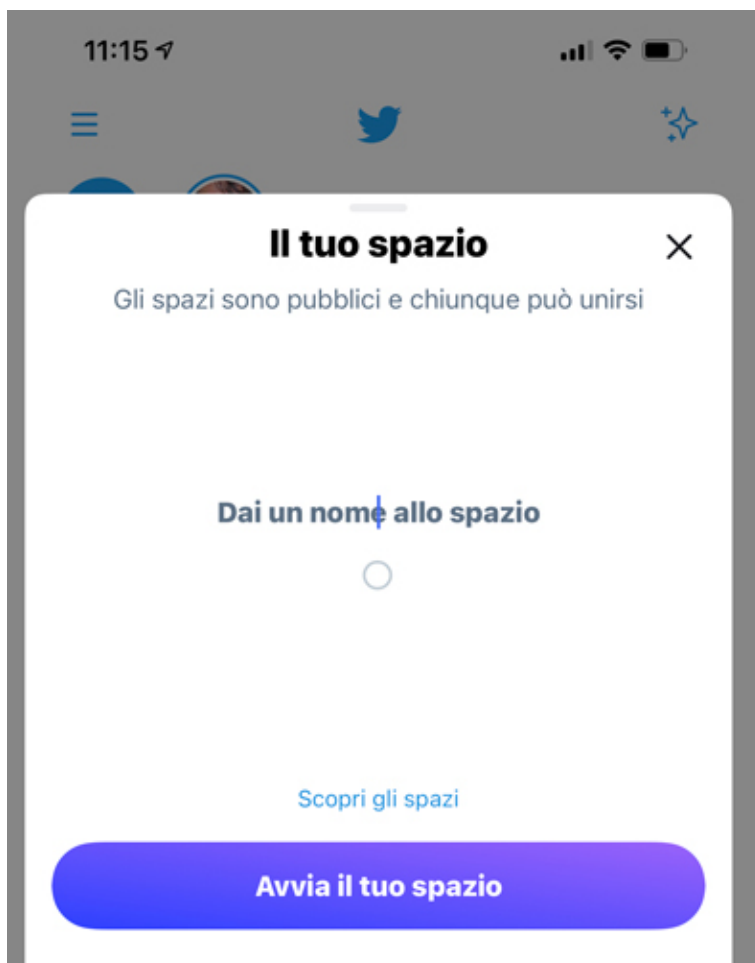 11:15
Il tuo spazio
Gli spazi sono pubblici e chiunque può unirsi
Dai un nome allo spazio
Scopri gli spazi
Avvia il tuo spazio